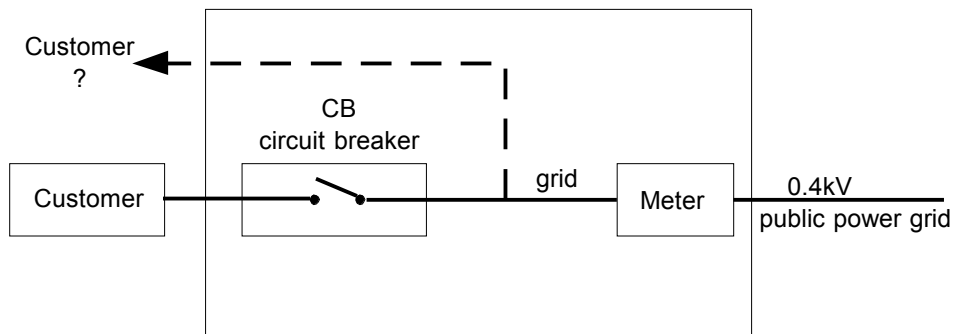 Customer
?
CB
circuit breaker
grid
Customer
Meter
0.4kV
public power grid